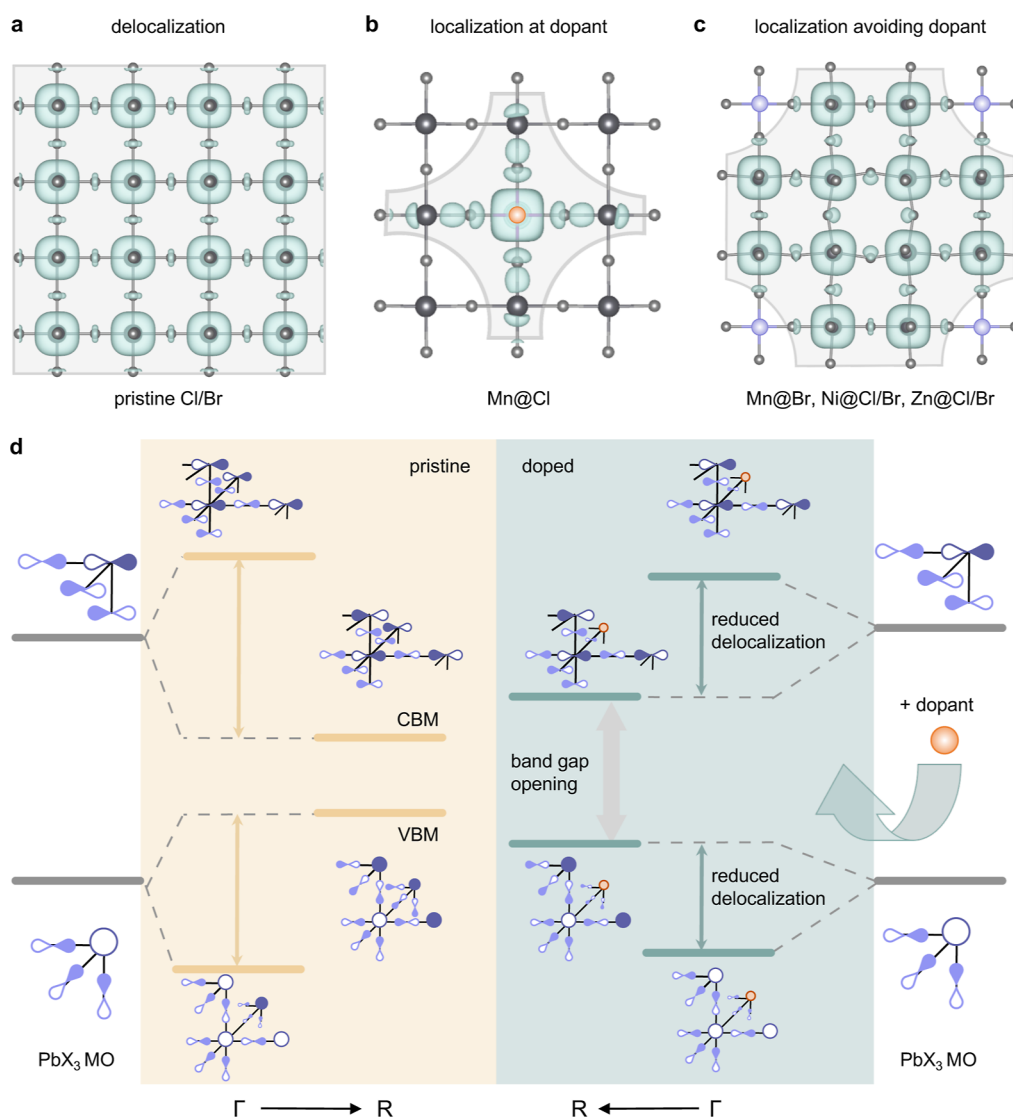 a
delocalization
b
localization at dopant
c
localization avoiding dopant
pristine Cl/Br
Mn@Cl
Mn@Br, Ni@Cl/Br, Zn@Cl/Br
d
pristine
doped
reduced
delocalization
CBM
+ dopant
band gap
opening
VBM
reduced
delocalization
PbX₃ MO
PbX₃ MO
Γ
R
R
Γ